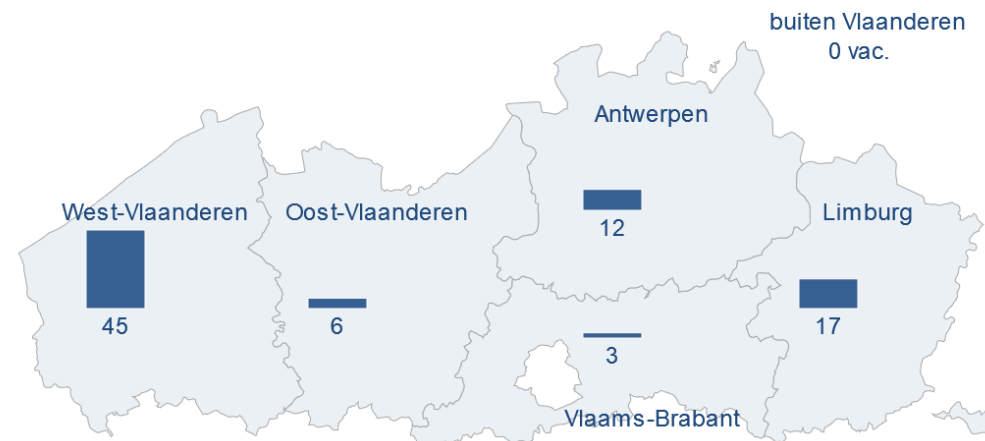 buiten Vlaanderen
0 vac.
Antwerpen
12
West-Vlaanderen
45
Oost-Vlaanderen
6
Limburg
17
3
Vlaams-Brabant